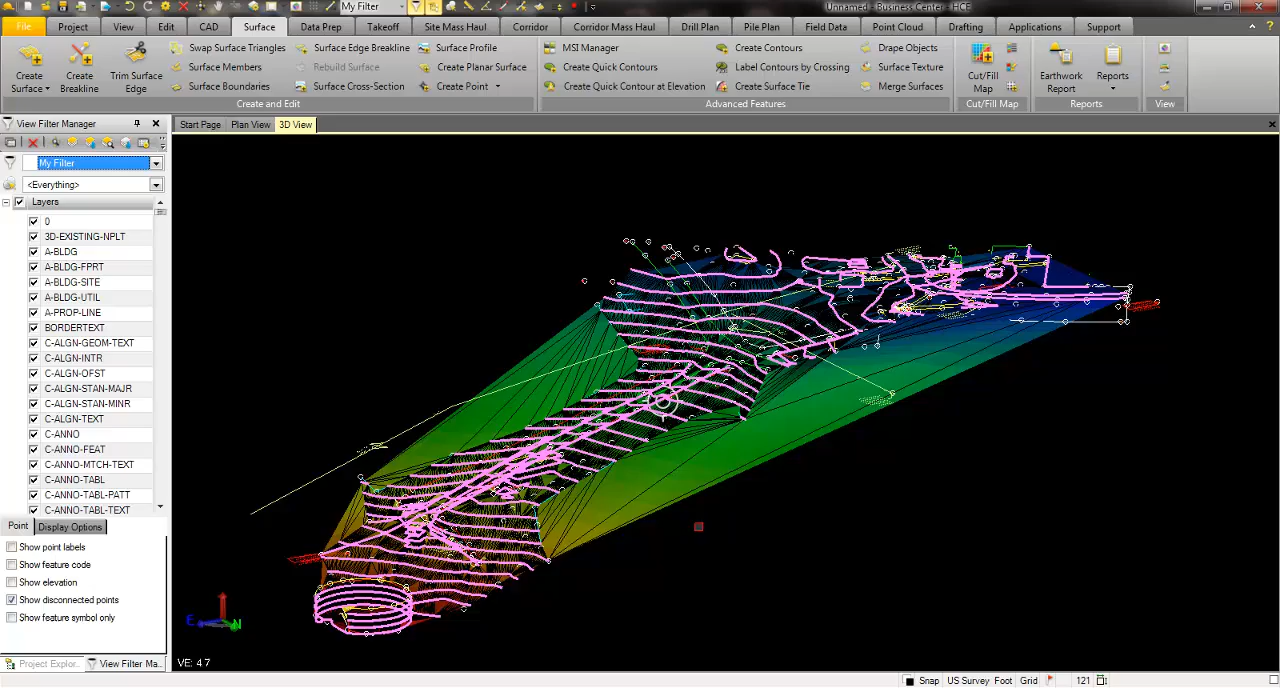 My Filter
Unnamed - Business Center - HCE
File Project View Edit CAD Surface Data Prep Takeoff Site Mass Haul Corridor Corridor Mass Haul Drill Plan Pile Plan Field Data Point Cloud Drafting Applications Support
Create Surface
Create Breakline
Trim Surface Edge
Swap Surface Triangles
Surface Members
Surface Boundaries
Surface Edge Breakline
Rebuild Surface
Surface Cross-Section
Surface Profile
Create Planar Surface
Create Point
Create and Edit
MSI Manager
Create Quick Contours
Create Quick Contour at Elevation
Create Contours
Label Contours by Crossing
Create Surface Tie
Drape Objects
Surface Texture
Merge Surfaces
Advanced Features
Cut/Fill Map
Cut/Fill Map
Earthwork Report
Reports
Reports
View
View Filter Manager
Start Page Plan View 3D View
My Filter
<Everything>
Layers
0
3D-EXISTING-NPLT
A-BLDG
A-BLDG-FPRT
A-BLDG-SITE
A-BLDG-UTIL
A-PROP-LINE
BORDERTEXT
C-ALGN-GEOM-TEXT
C-ALGN-INTR
C-ALGN-OFST
C-ALGN-STAN-MAJR
C-ALGN-STAN-MINR
C-ALGN-TEXT
C-ANNO
C-ANNO-FEAT
C-ANNO-MTCH-TEXT
C-ANNO-TABL
C-ANNO-TABL-PATT
C-ANNO-TABL-TEXT
Point Display Options
Show point labels
Show feature code
Show elevation
Show disconnected points
Show feature symbol only
Project Explor... View Filter Ma...
E N
VE: 4.7
Snap US Survey Foot Grid 121